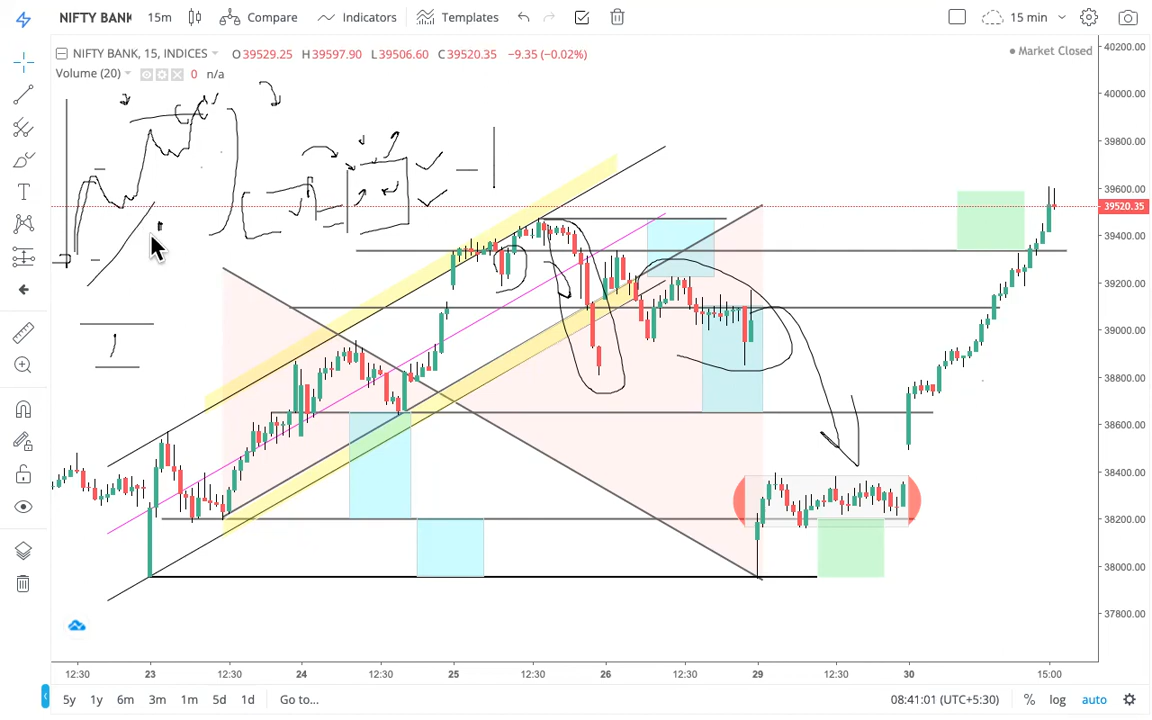 NIFTY BANK 15m Compare Indicators Templates 15 min
NIFTY BANK, 15, INDICES O39529.25 H39597.90 L39506.60 C39520.35 −9.35 (−0.02%) Market Closed
Volume (20) 0 n/a
40200.00
40000.00
39800.00
39600.00
39520.35
39400.00
39200.00
39000.00
38800.00
38600.00
38400.00
38200.00
38000.00
37800.00
12:30 23 12:30 24 12:30 25 12:30 26 12:30 29 12:30 30 15:00
5y 1y 6m 3m 1m 5d 1d Go to... 08:41:01 (UTC+5:30) % log auto